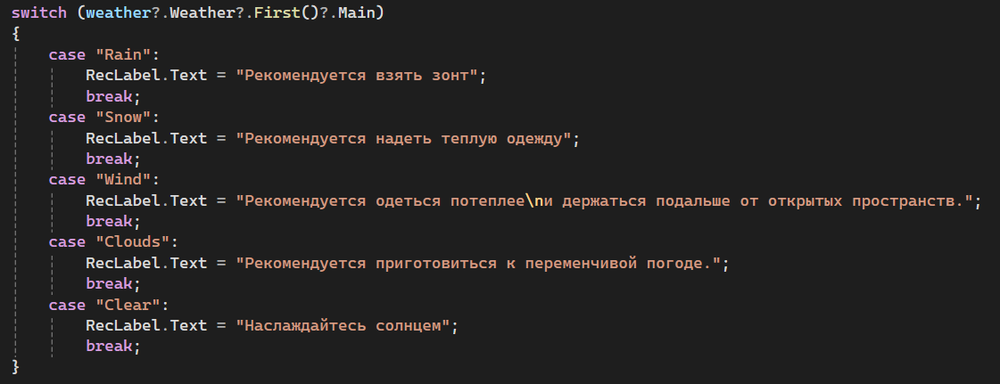 switch (weather?.Weather?.First()?.Main)
{
    case "Rain":
        RecLabel.Text = "Рекомендуется взять зонт";
        break;
    case "Snow":
        RecLabel.Text = "Рекомендуется надеть теплую одежду";
        break;
    case "Wind":
        RecLabel.Text = "Рекомендуется одеться потеплее\nи держаться подальше от открытых пространств.";
        break;
    case "Clouds":
        RecLabel.Text = "Рекомендуется приготовиться к переменчивой погоде.";
        break;
    case "Clear":
        RecLabel.Text = "Наслаждайтесь солнцем";
        break;
}